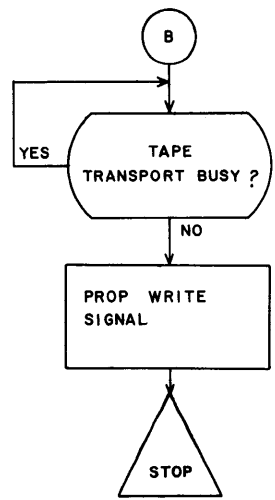 B
YES
TAPE
TRANSPORT BUSY ?
NO
PROP WRITE
SIGNAL
STOP